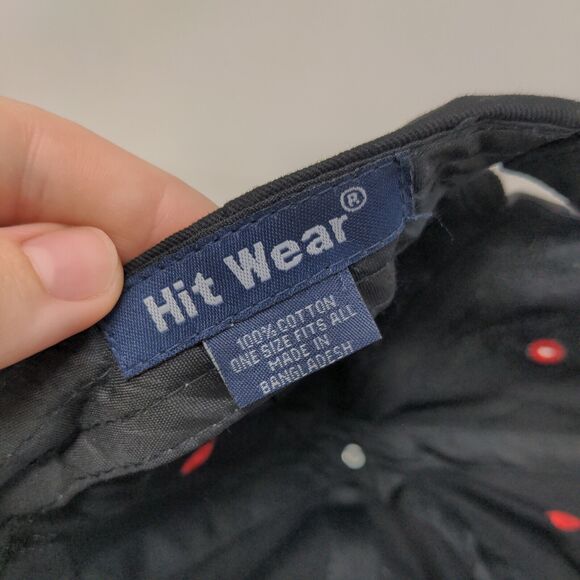 Hit Wear®
100% COTTON
ONE SIZE FITS ALL
MADE IN
BANGLADESH